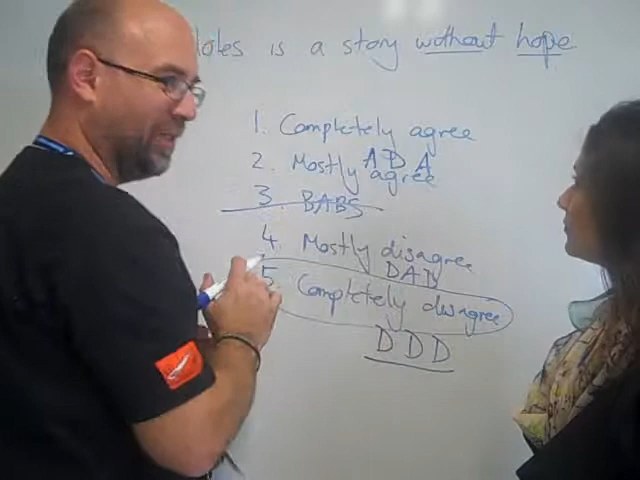 Holes is a story without hope
1. Completely agree
ADA
2. Mostly agree
3. BABS
4. Mostly disagree
DAD
5. Completely disagree
DDD